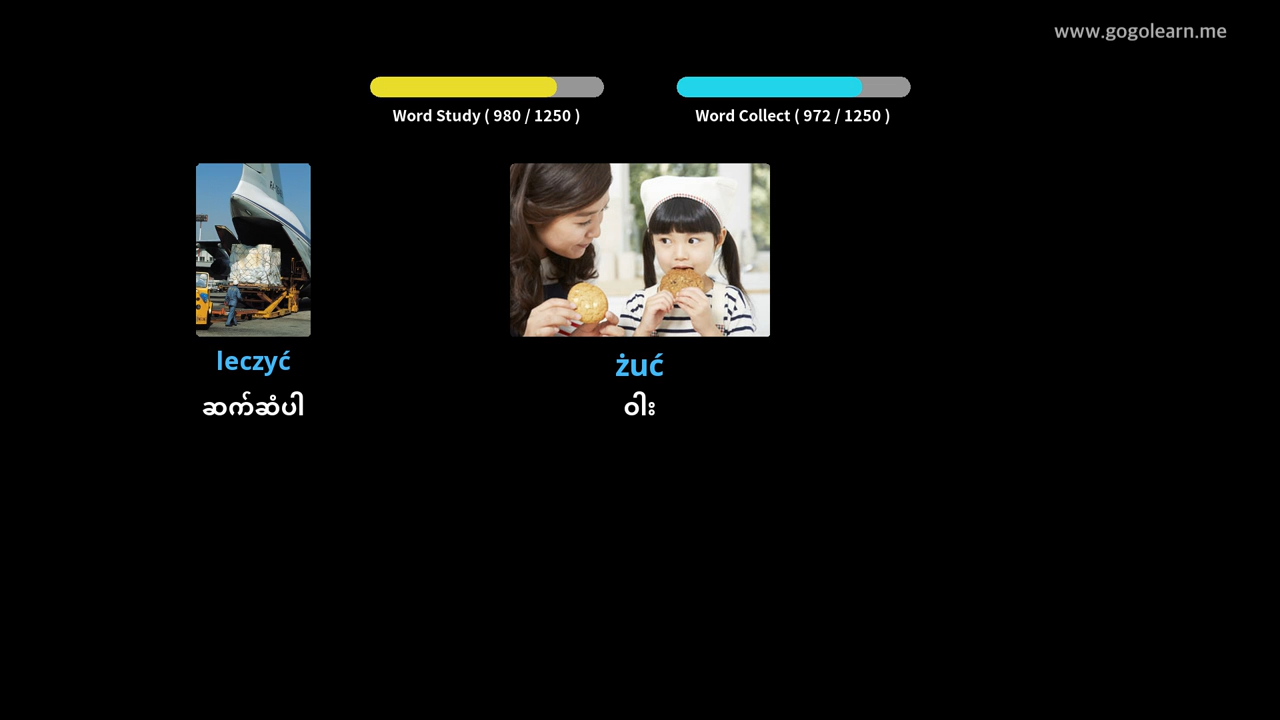 www.gogolearn.me
Word Study ( 980 / 1250 )
Word Collect ( 972 / 1250 )
leczyć
ဆက်ဆံပါ
żuć
ဝါး